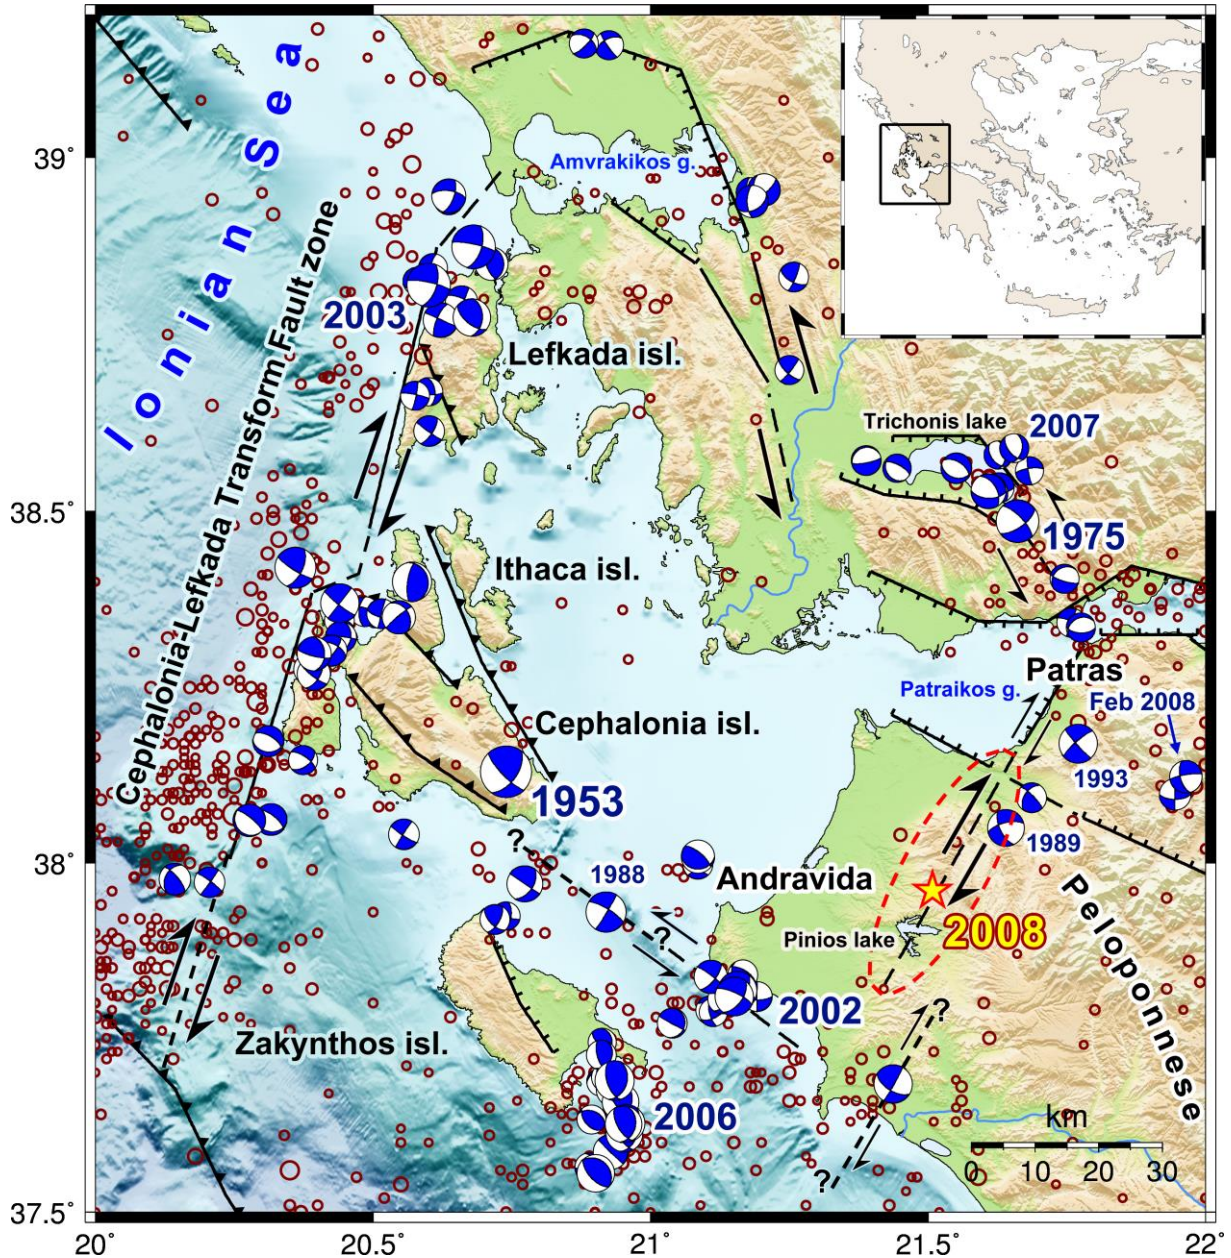 Ionian Sea
Cephalonia-Lefkada Transform Fault zone
39°
38.5°
38°
37.5°
20°
20.5°
21°
21.5°
22°
Amvrakikos g.
2003
Lefkada isl.
Trichonis lake
2007
1975
Ithaca isl.
Patras
Patraikos g.
Feb 2008
Cephalonia isl.
1993
1953
?
1989
1988
Andravida
?
Pinios lake
2008
Peloponnese
2002
Zakynthos isl.
?
2006
km
?
0 10 20 30